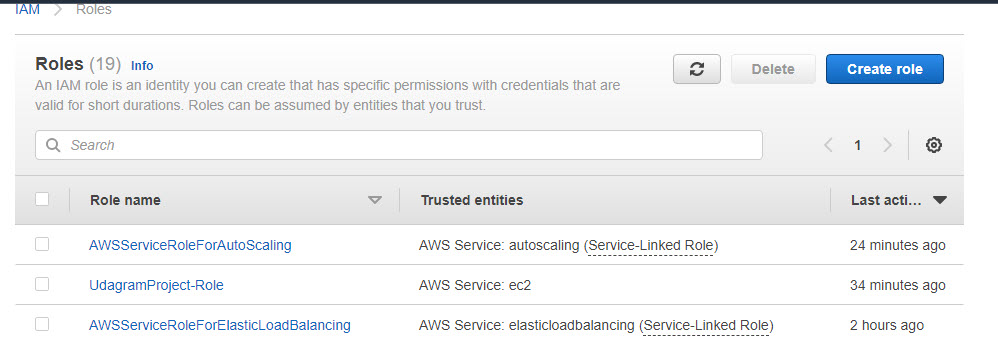 IAM > Roles
Roles (19) Info
Delete
Create role
An IAM role is an identity you can create that has specific permissions with credentials that are
valid for short durations. Roles can be assumed by entities that you trust.
Search
1
Role name Trusted entities Last acti...
AWSServiceRoleForAutoScaling AWS Service: autoscaling (Service-Linked Role) 24 minutes ago
UdagramProject-Role AWS Service: ec2 34 minutes ago
AWSServiceRoleForElasticLoadBalancing AWS Service: elasticloadbalancing (Service-Linked Role) 2 hours ago